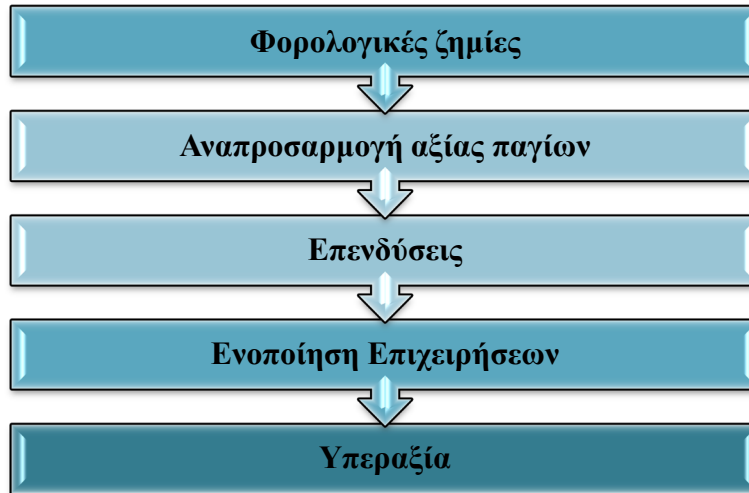 Φορολογικές ζημίες
Αναπροσαρμογή αξίας παγίων
Επενδύσεις
Ενοποίηση Επιχειρήσεων
Υπεραξία